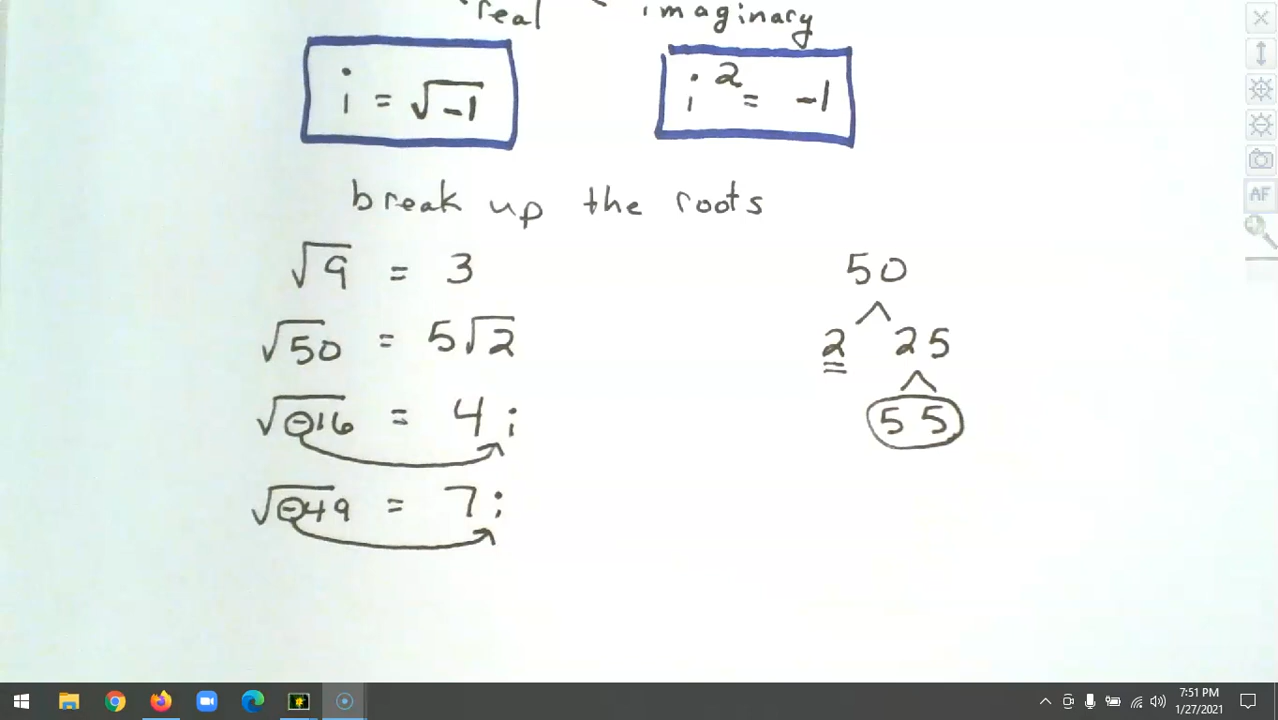 real imaginary
i = √-1 i² = -1
break up the roots
√9 = 3
√50 = 5√2
√-16 = 4i
√-49 = 7i
50
2 25
5 5
AF
7:51 PM
1/27/2021